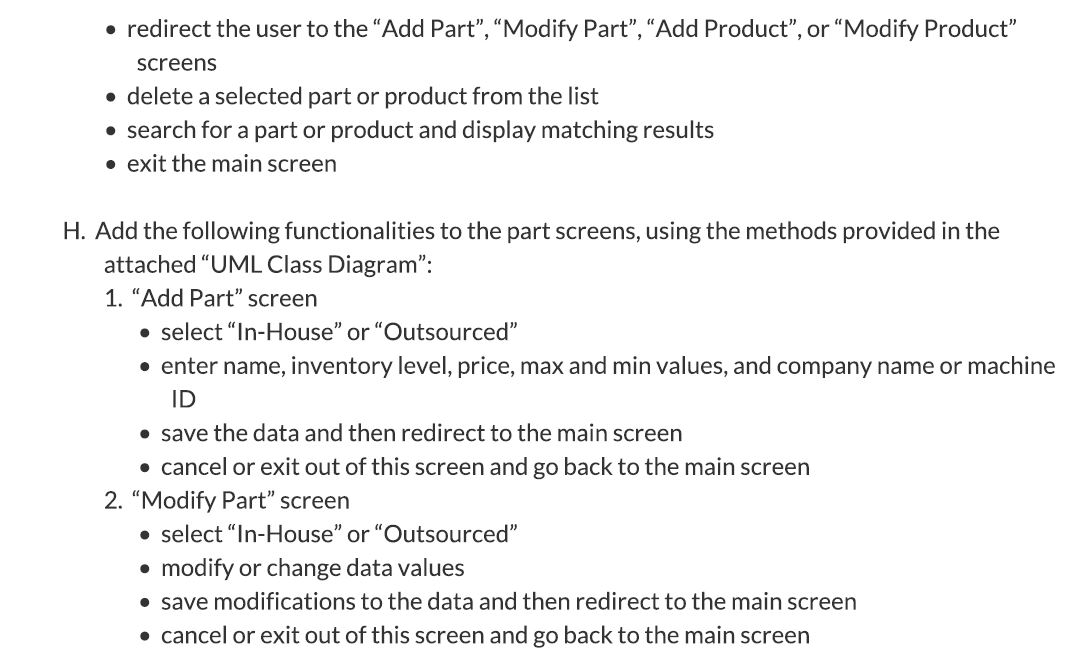 • redirect the user to the “Add Part”, “Modify Part”, “Add Product”, or “Modify Product”
screens
• delete a selected part or product from the list
• search for a part or product and display matching results
• exit the main screen
H. Add the following functionalities to the part screens, using the methods provided in the
attached “UML Class Diagram”:
1. “Add Part” screen
• select “In-House” or “Outsourced”
• enter name, inventory level, price, max and min values, and company name or machine
ID
• save the data and then redirect to the main screen
• cancel or exit out of this screen and go back to the main screen
2. “Modify Part” screen
• select “In-House” or “Outsourced”
• modify or change data values
• save modifications to the data and then redirect to the main screen
• cancel or exit out of this screen and go back to the main screen